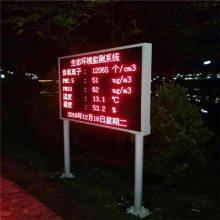 生态环境监测系统
负氧离子： 12065 个/cm3
PM2.5 ： 51 ug/m3
PM10 ： 62 ug/m3
温度 ： 13.1 ℃
湿度 ： 53.2 %
2018年12月18日星期二